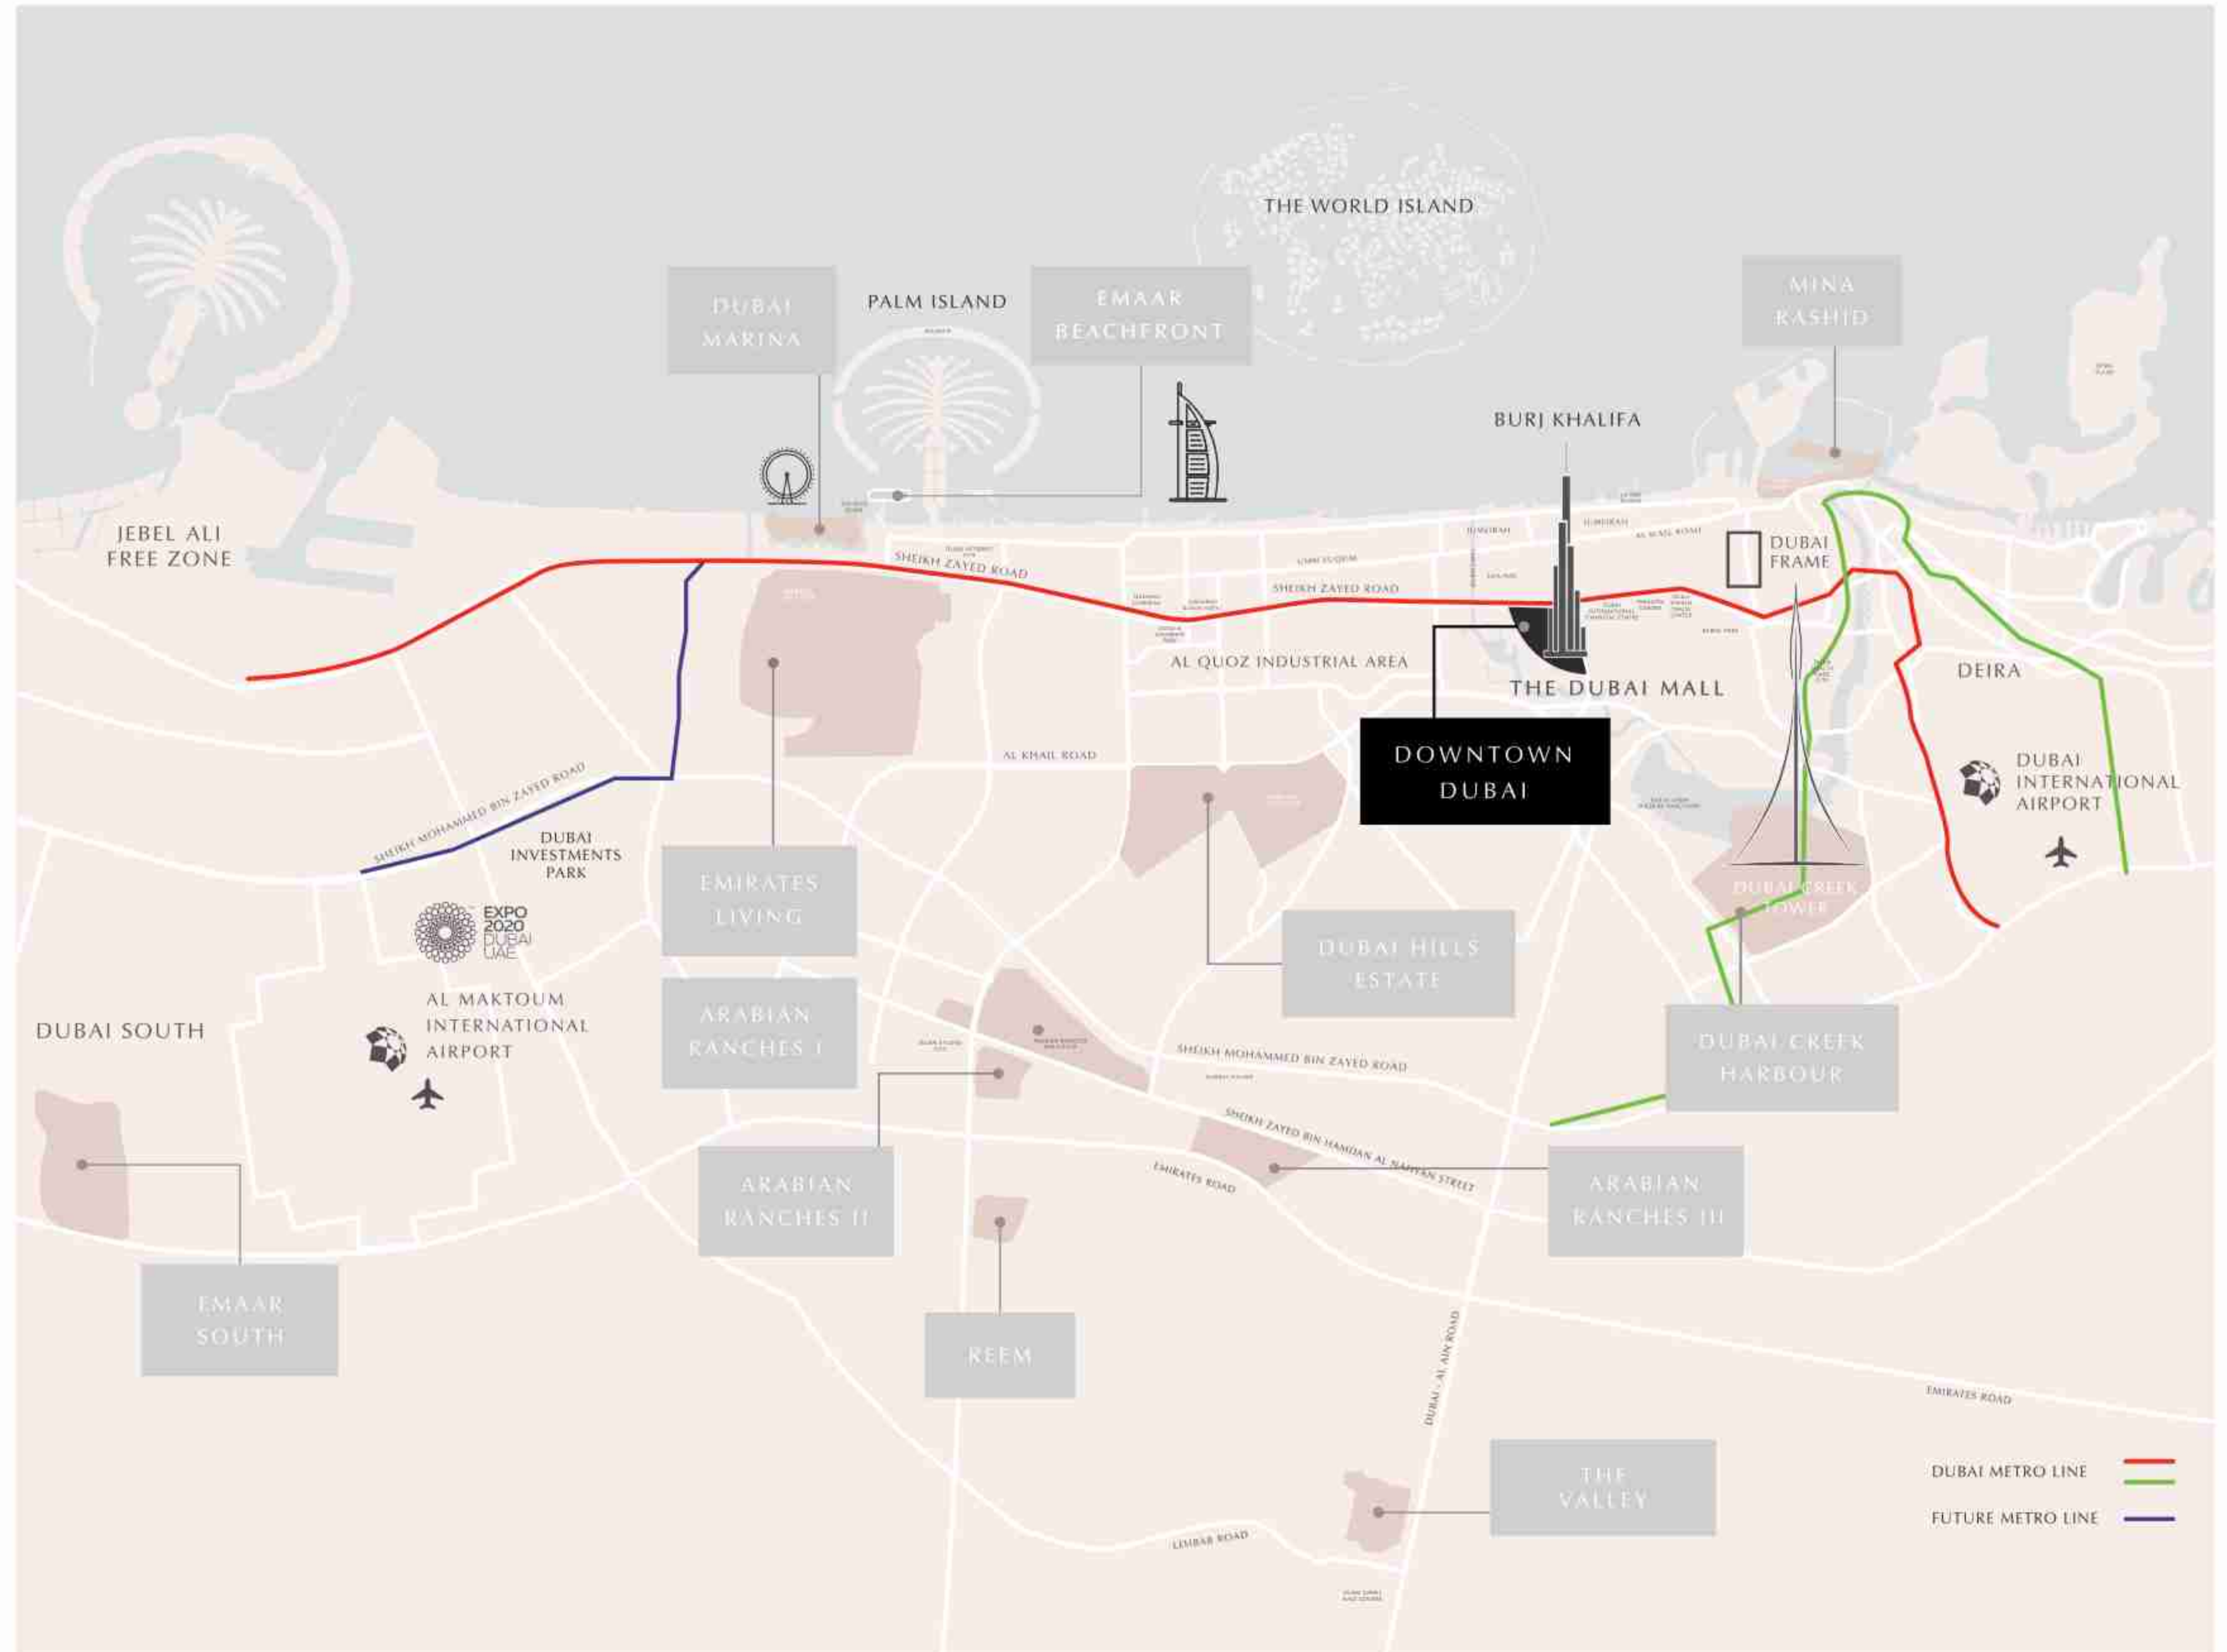 THE WORLD ISLAND
MINA
RASHID
DUBAI
MARINA
PALM ISLAND
EMAAR
BEACHFRONT
BURJ KHALIFA
JEBEL ALI
FREE ZONE
SHEIKH ZAYED ROAD
UMM SUQEIM
SHEIKH ZAYED ROAD
JUMEIRAH
JUMEIRAH
AL WASL ROAD
DUBAI
FRAME
AL QUOZ INDUSTRIAL AREA
THE DUBAI MALL
DEIRA
DOWNTOWN
DUBAI
AL KHAIL ROAD
DUBAI
INTERNATIONAL
AIRPORT
SHEIKH MOHAMMED BIN ZAYED ROAD
DUBAI
INVESTMENTS
PARK
EMIRATES
LIVING
DUBAI CREEK
TOWER
EXPO
2020
DUBAI
UAE
DUBAI HILLS
ESTATE
AL MAKTOUM
INTERNATIONAL
AIRPORT
DUBAI SOUTH
ARABIAN
RANCHES I
DUBAI CREEK
HARBOUR
SHEIKH MOHAMMED BIN ZAYED ROAD
SHEIKH ZAYED BIN HAMDAN AL NAHYAN STREET
EMIRATES ROAD
ARABIAN
RANCHES II
ARABIAN
RANCHES III
EMAAR
SOUTH
REEM
DUBAI - AL AIN ROAD
EMIRATES ROAD
THE
VALLEY
LEHBAB ROAD
DUBAI METRO LINE
FUTURE METRO LINE